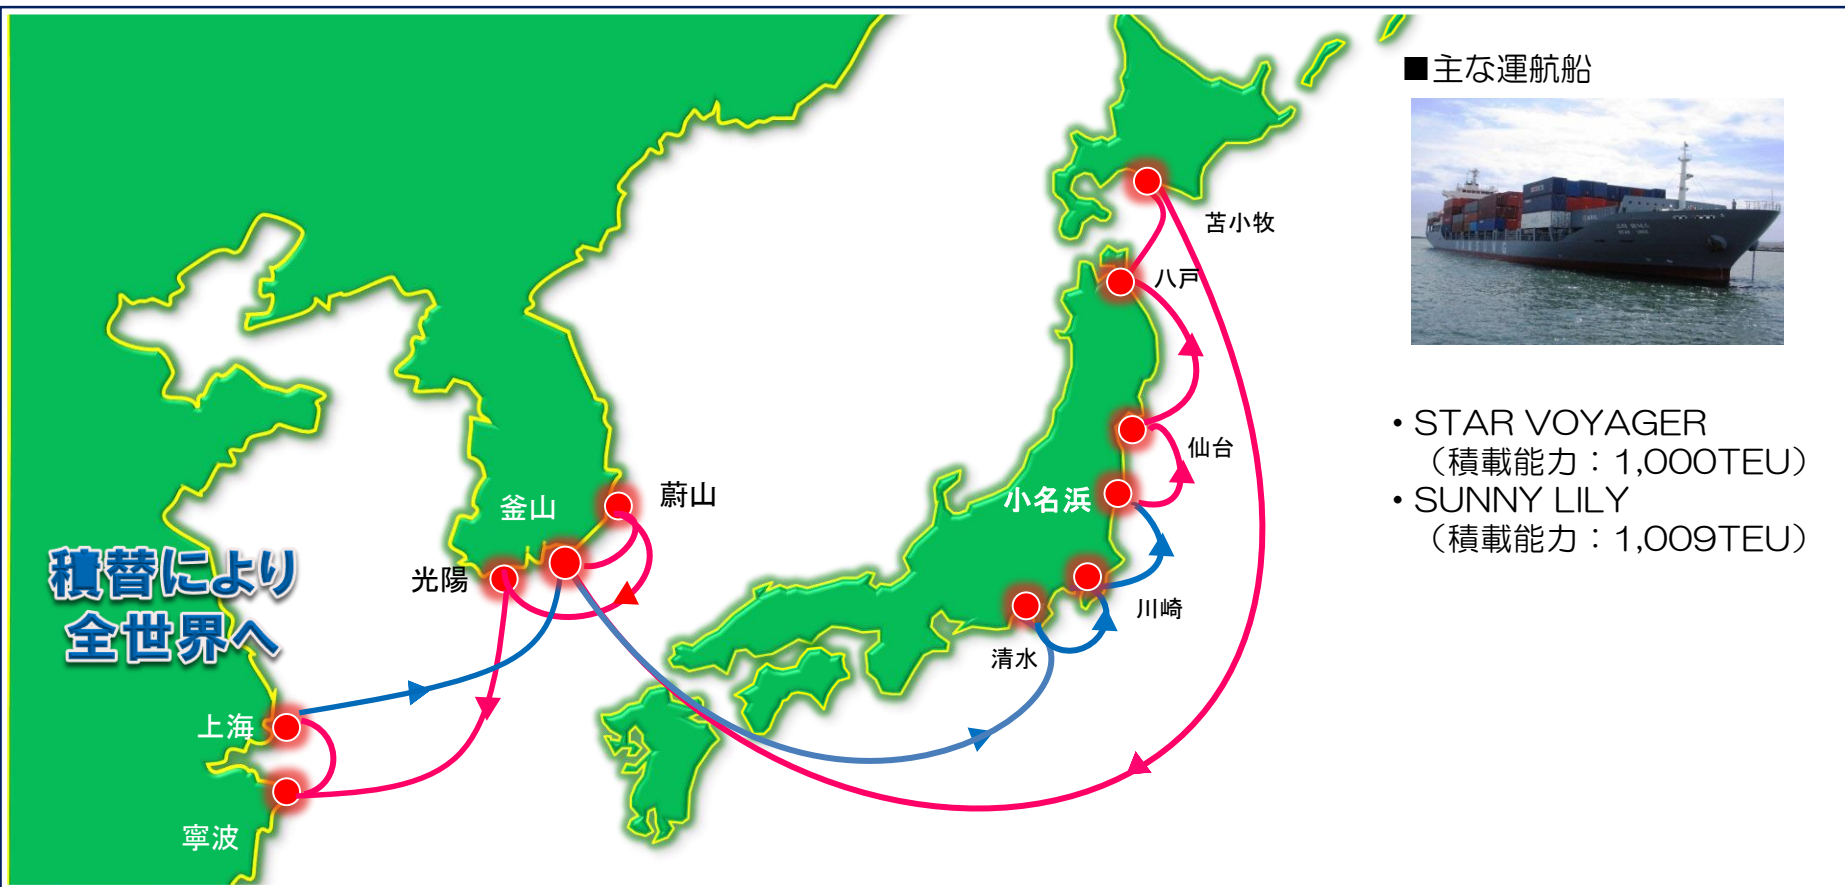 ■主な運航船
苫小牧
八戸
仙台
小名浜
川崎
清水
蔚山
釜山
光陽
積替により
全世界へ
上海
寧波
・STAR VOYAGER
（積載能力：1,000TEU）
・SUNNY LILY
（積載能力：1,009TEU）